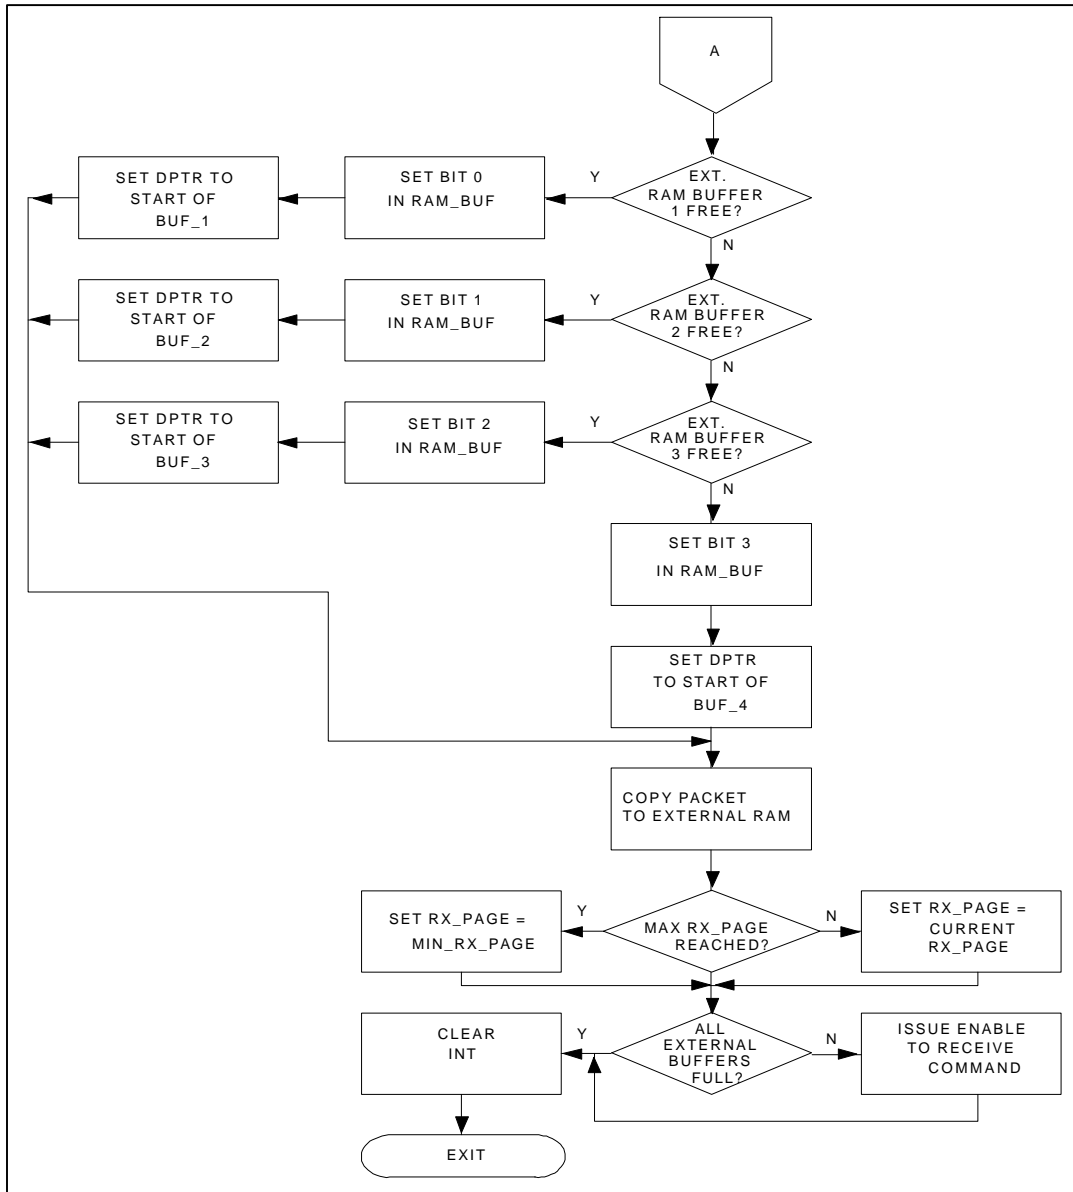 A
EXT.
RAM BUFFER
1 FREE?
Y
SET BIT 0
IN RAM_BUF
SET DPTR TO
START OF
BUF_1
N
EXT.
RAM BUFFER
2 FREE?
Y
SET BIT 1
IN RAM_BUF
SET DPTR TO
START OF
BUF_2
N
EXT.
RAM BUFFER
3 FREE?
Y
SET BIT 2
IN RAM_BUF
SET DPTR TO
START OF
BUF_3
N
SET BIT 3
IN RAM_BUF
SET DPTR
TO START OF
BUF_4
COPY PACKET
TO EXTERNAL RAM
MAX RX_PAGE
REACHED?
Y
SET RX_PAGE =
MIN_RX_PAGE
N
SET RX_PAGE =
CURRENT
RX_PAGE
ALL
EXTERNAL
BUFFERS
FULL?
Y
CLEAR
INT
N
ISSUE ENABLE
TO RECEIVE
COMMAND
EXIT